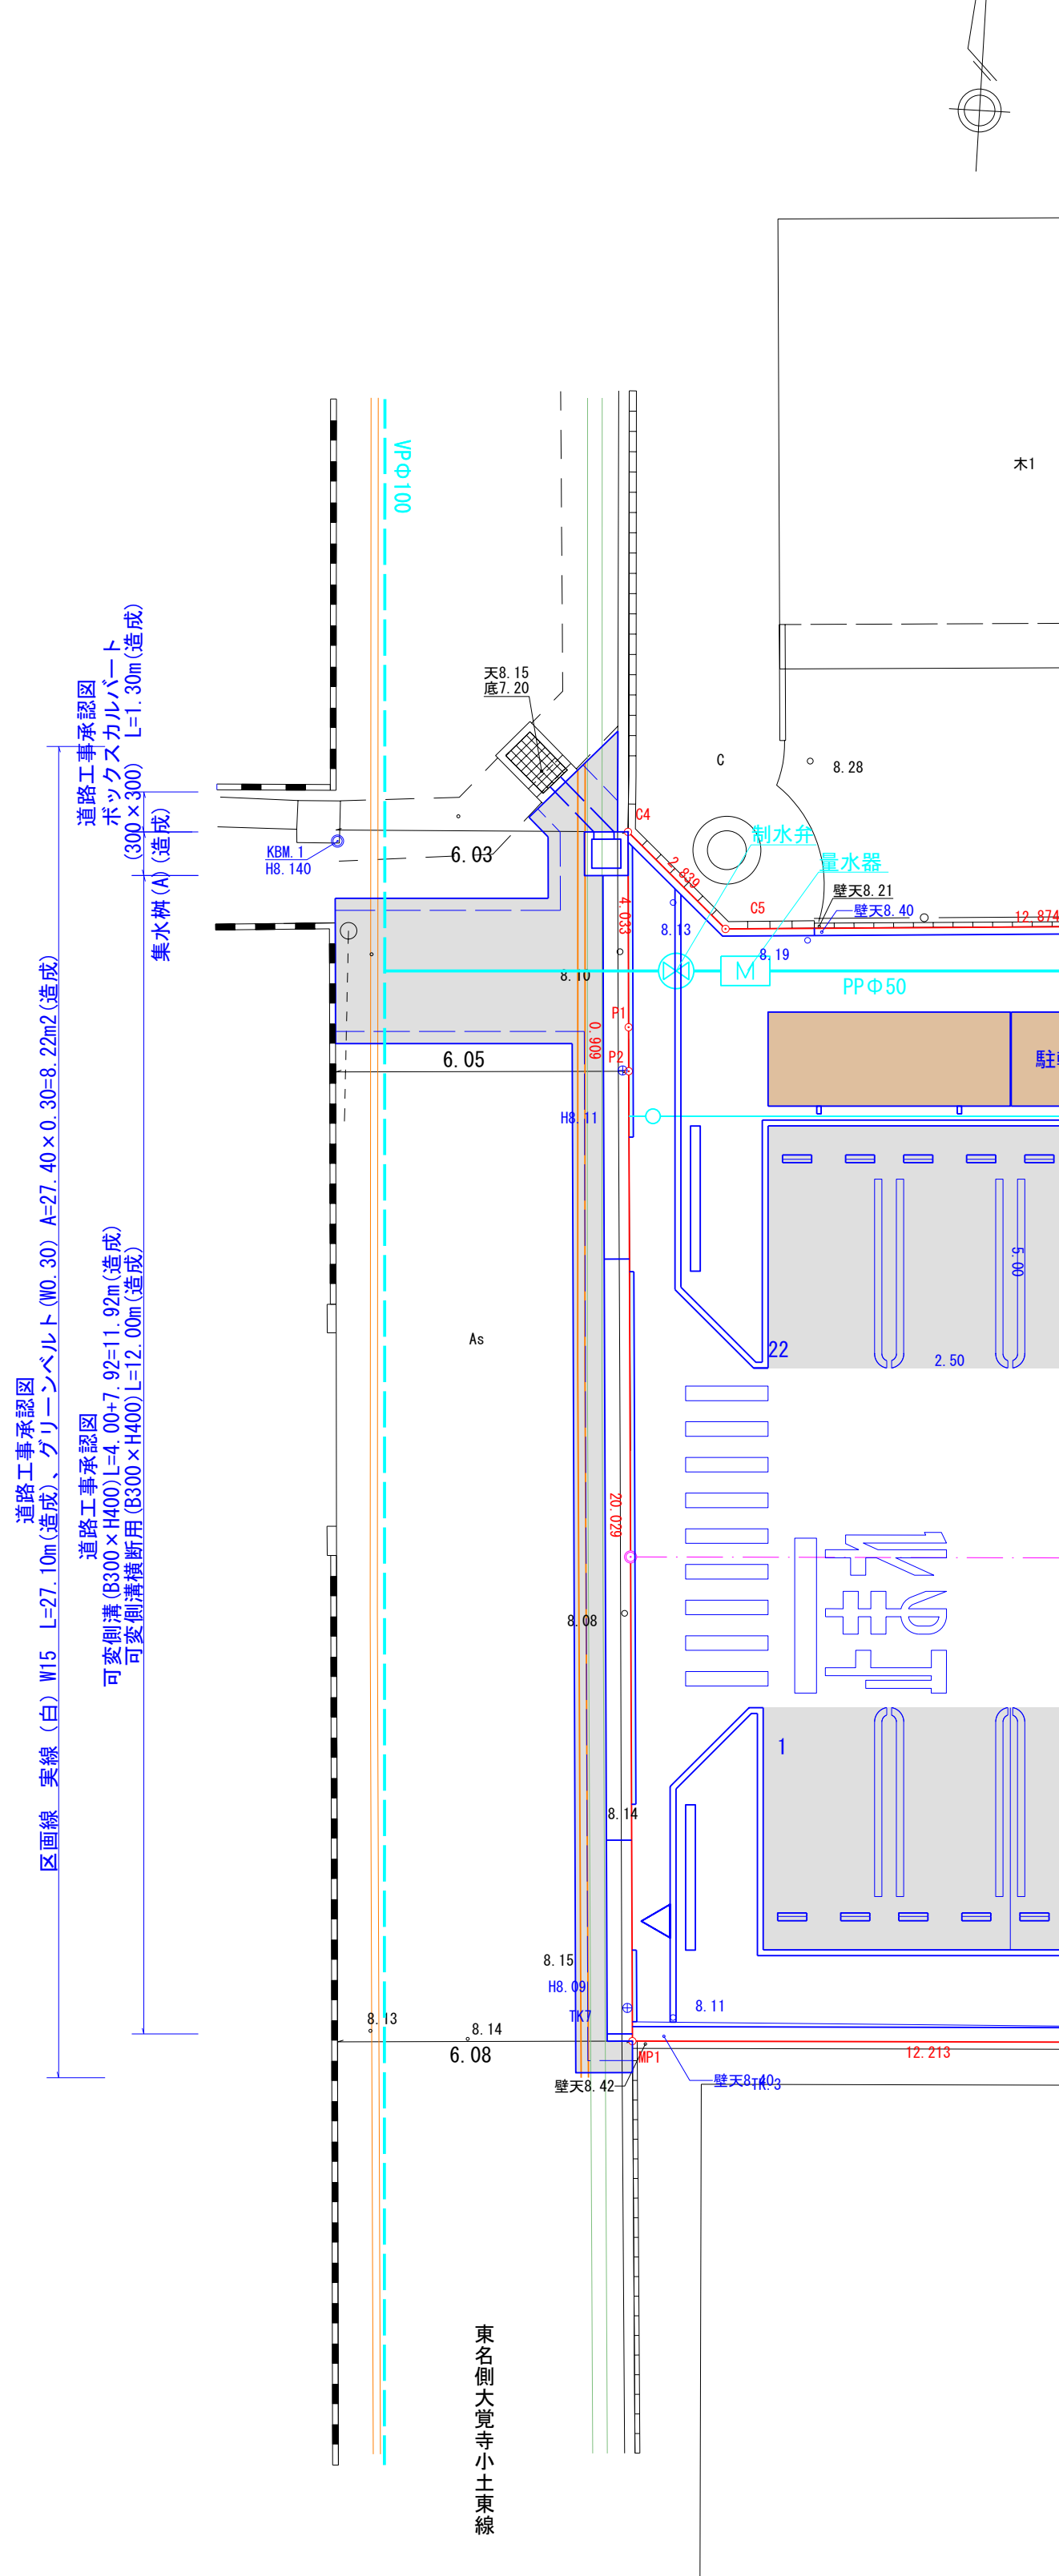 VPΦ100
木1
天8.15
底7.20
道路工事承認図
ボックスカルバート
(300×300) L=1.30m(造成)
集水桝(A)(造成)
C
8.28
C4
制水弁
量水器
2.839
KBM.1
H8.140
6.03
壁天8.21
壁天8.40
C5
12.874
4.033
8.13
8.19
8.10
PPΦ50
P1
0.909
P2
6.05
H8.11
5.00
As
22
2.50
道路工事承認図
区画線 実線(白)W15 L=27.10m(造成)、グリーンベルト(W0.30) A=27.40×0.30=8.22m2(造成)
道路工事承認図
可変側溝(B300×H400)L=4.00+7.92=11.92m(造成)
可変側溝横断用(B300×H400)L=12.00m(造成)
20.029
止まれ
8.08
1
8.14
8.15
H8.09
TK7
8.11
8.13
8.14
6.08
MP1
12.213
壁天8.42
壁天8.40
TK.3
東名側大覚寺小土東線